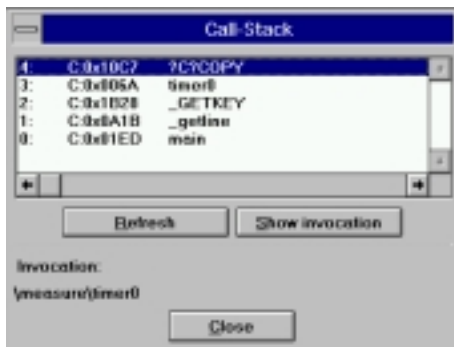 Call-Stack
4: C:0x10C7 ?C?COPY
3: C:0x006A timer0
2: C:0x1B28 _GETKEY
1: C:0x0A1B _getline
0: C:0x01ED main
Refresh Show invocation
Invocation:
\measure\timer0
Close